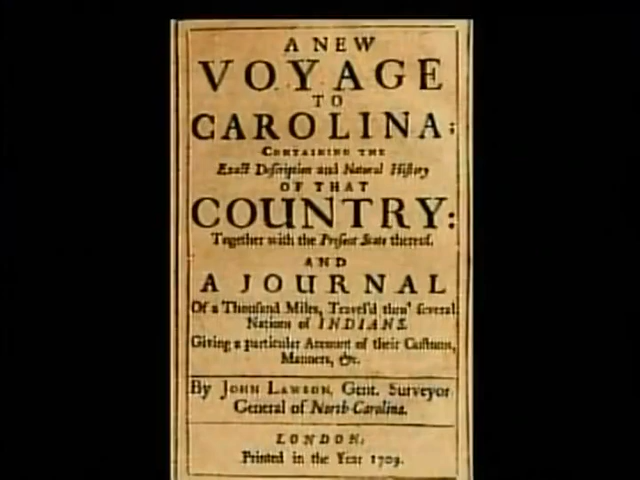 A NEW
VOYAGE
TO
CAROLINA;
CONTAINING THE
Exact Description and Natural History
OF THAT
COUNTRY:
Together with the Present State thereof.
AND
A JOURNAL
Of a Thousand Miles, Travel'd thro' several
Nations of INDIANS.
Giving a particular Account of their Customs,
Manners, &c.
By JOHN LAWSON, Gent. Surveyor
General of North-Carolina.
LONDON:
Printed in the Year 1709.